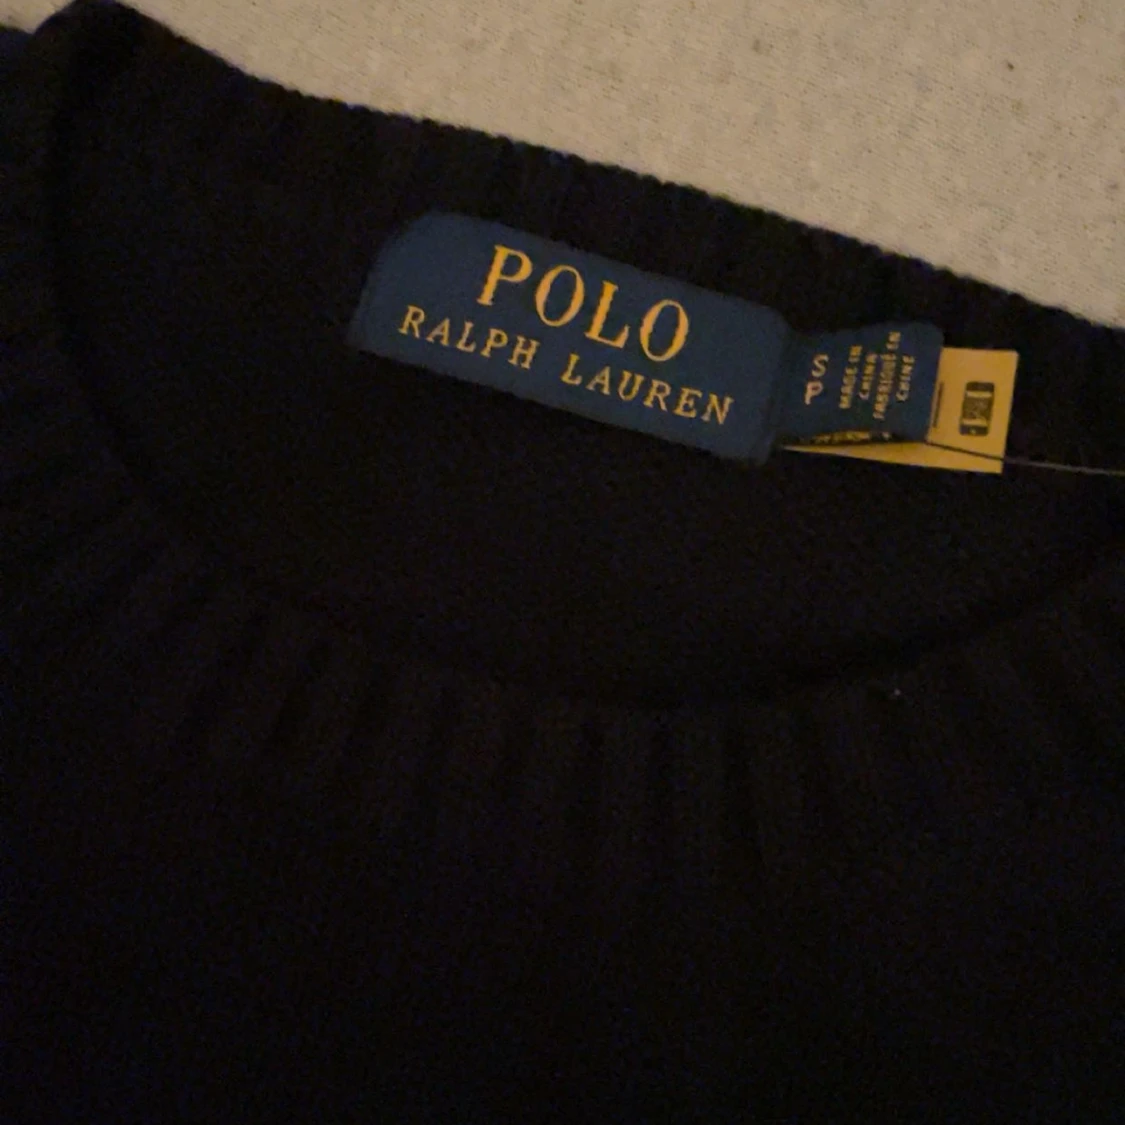 POLO
RALPH LAUREN
S
P
MADE IN
CHINA
FABRIQUÉ EN
CHINE